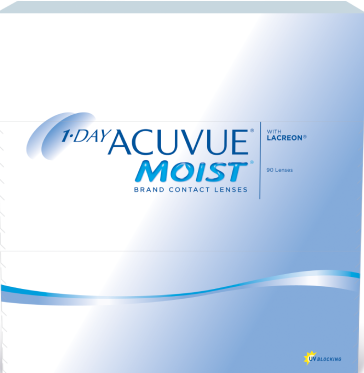 1·DAY ACUVUE®
MOIST®
BRAND CONTACT LENSES
WITH
LACREON®
90 Lenses
UV BLOCKING